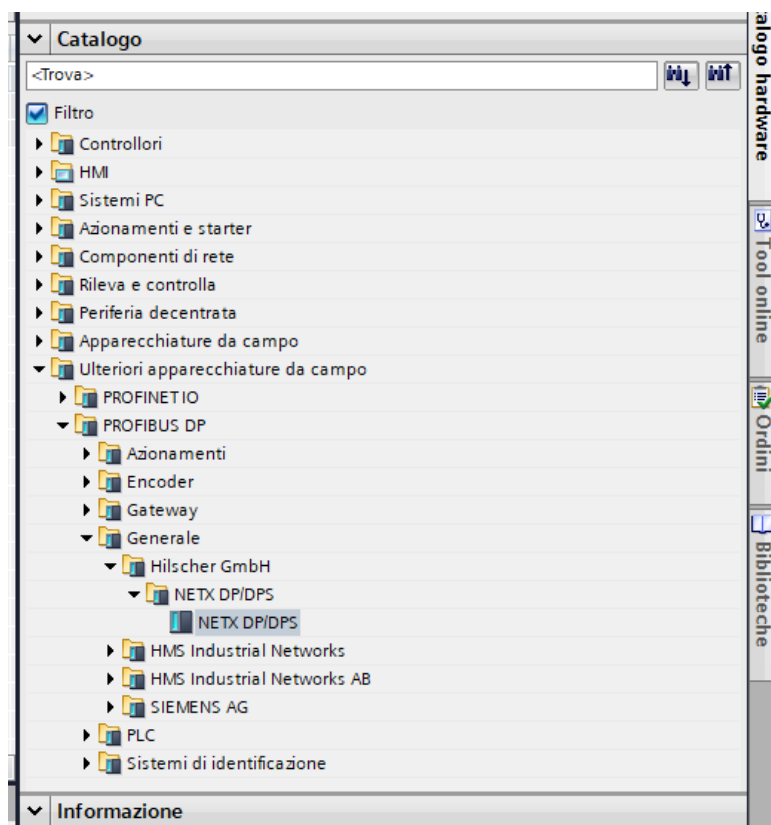 Catalogo
<Trova>
Filtro
Controllori
HMI
Sistemi PC
Azionamenti e starter
Componenti di rete
Rileva e controlla
Periferia decentrata
Apparecchiature da campo
Ulteriori apparecchiature da campo
PROFINET IO
PROFIBUS DP
Azionamenti
Encoder
Gateway
Generale
Hilscher GmbH
NETX DP/DPS
NETX DP/DPS
HMS Industrial Networks
HMS Industrial Networks AB
SIEMENS AG
PLC
Sistemi di identificazione
Informazione
alogo hardware
Tool online
Ordini
Biblioteche